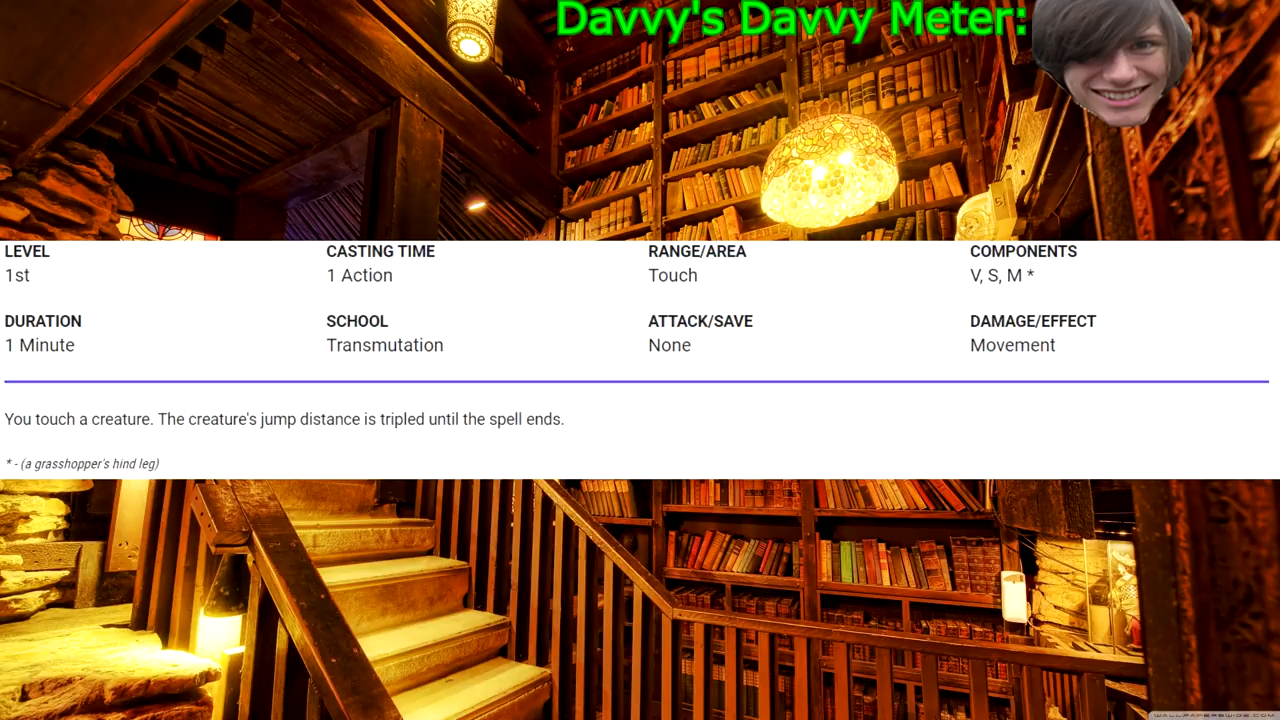 Davvy's Davvy Meter:
LEVEL CASTING TIME RANGE/AREA COMPONENTS
1st 1 Action Touch V, S, M *
DURATION SCHOOL ATTACK/SAVE DAMAGE/EFFECT
1 Minute Transmutation None Movement
You touch a creature. The creature's jump distance is tripled until the spell ends.
* - (a grasshopper's hind leg)
WALLPAPERSWIDE.COM